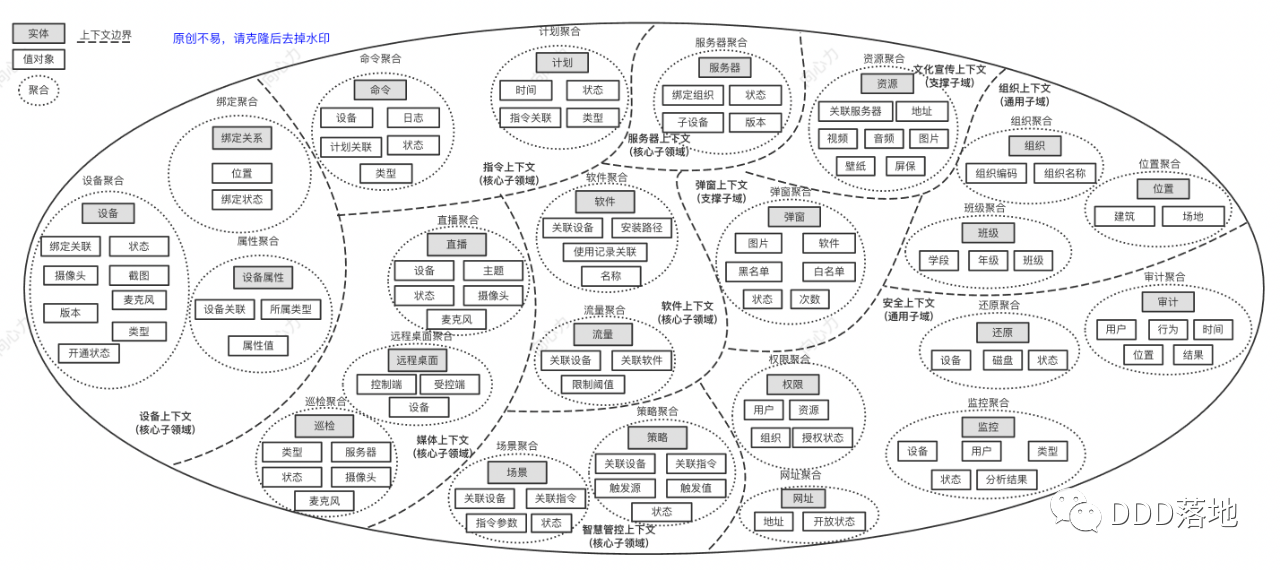 实体
上下文边界
值对象
聚合
原创不易，请克隆后去掉水印
设备聚合
设备
绑定关联
状态
摄像头
截图
麦克风
版本
类型
开通状态
绑定聚合
绑定关系
位置
绑定状态
属性聚合
设备属性
设备关联
所属类型
属性值
设备上下文
(核心子领域)
命令聚合
命令
设备
日志
计划关联
状态
类型
计划聚合
计划
时间
状态
指令关联
类型
指令上下文
(核心子领域)
服务器聚合
服务器
绑定组织
状态
子设备
版本
服务器上下文
(核心子领域)
资源聚合
资源
关联服务器
地址
视频
音频
图片
壁纸
屏保
文化宣传上下文
(支撑子域)
组织上下文
(通用子域)
组织聚合
组织
组织编码
组织名称
位置聚合
位置
建筑
场地
班级聚合
班级
学段
年级
班级
直播聚合
直播
设备
主题
状态
摄像头
麦克风
远程桌面聚合
远程桌面
控制端
受控端
设备
巡检聚合
巡检
类型
服务器
状态
摄像头
麦克风
媒体上下文
(核心子领域)
软件聚合
软件
关联设备
安装路径
使用记录关联
名称
流量聚合
流量
关联设备
关联软件
限制阈值
软件上下文
(核心子领域)
弹窗上下文
(支撑子域)
弹窗聚合
弹窗
图片
软件
黑名单
白名单
状态
次数
场景聚合
场景
关联设备
关联指令
指令参数
状态
策略聚合
策略
关联设备
关联指令
触发源
触发值
状态
智慧管控上下文
(核心子领域)
安全上下文
(通用子域)
权限聚合
权限
用户
资源
组织
授权状态
网址聚合
网址
地址
开放状态
还原聚合
还原
设备
磁盘
状态
审计聚合
审计
用户
行为
时间
位置
结果
监控聚合
监控
设备
用户
类型
状态
分析结果
DDD落地